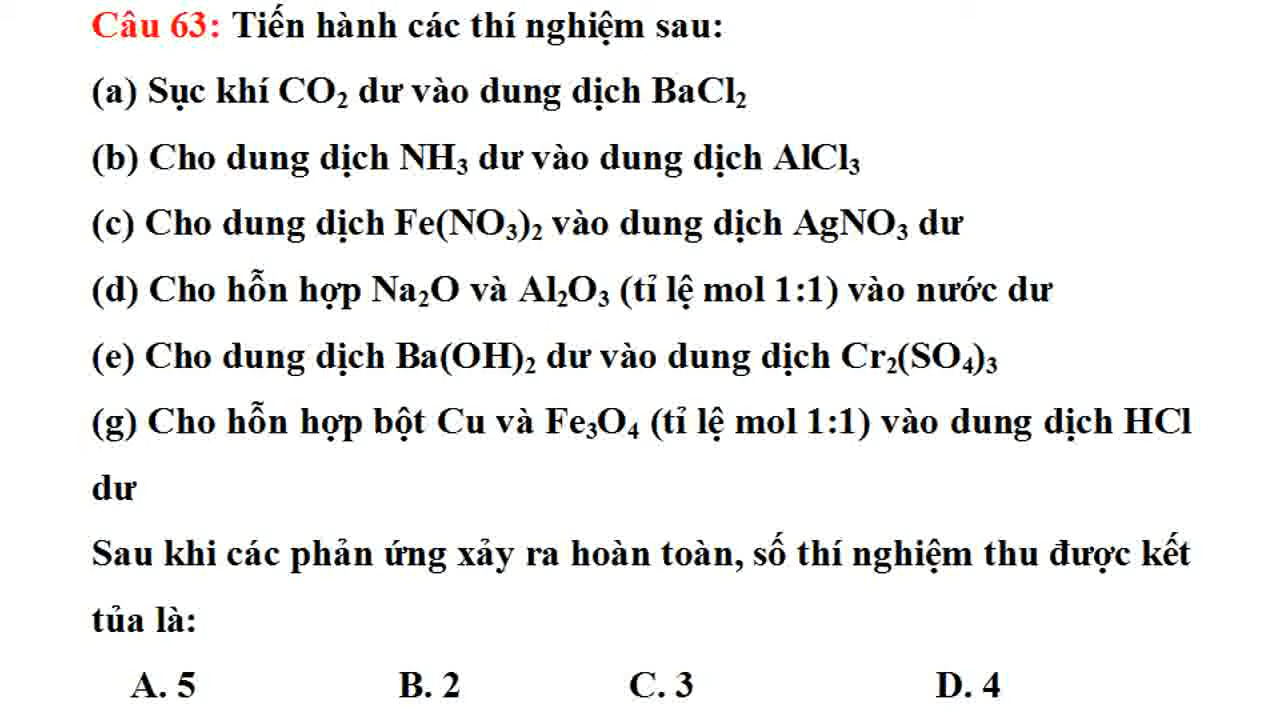 Câu 63: Tiến hành các thí nghiệm sau:
(a) Sục khí CO₂ dư vào dung dịch BaCl₂
(b) Cho dung dịch NH₃ dư vào dung dịch AlCl₃
(c) Cho dung dịch Fe(NO₃)₂ vào dung dịch AgNO₃ dư
(d) Cho hỗn hợp Na₂O và Al₂O₃ (tỉ lệ mol 1:1) vào nước dư
(e) Cho dung dịch Ba(OH)₂ dư vào dung dịch Cr₂(SO₄)₃
(g) Cho hỗn hợp bột Cu và Fe₃O₄ (tỉ lệ mol 1:1) vào dung dịch HCl
dư
Sau khi các phản ứng xảy ra hoàn toàn, số thí nghiệm thu được kết
tủa là:
A. 5 B. 2 C. 3 D. 4